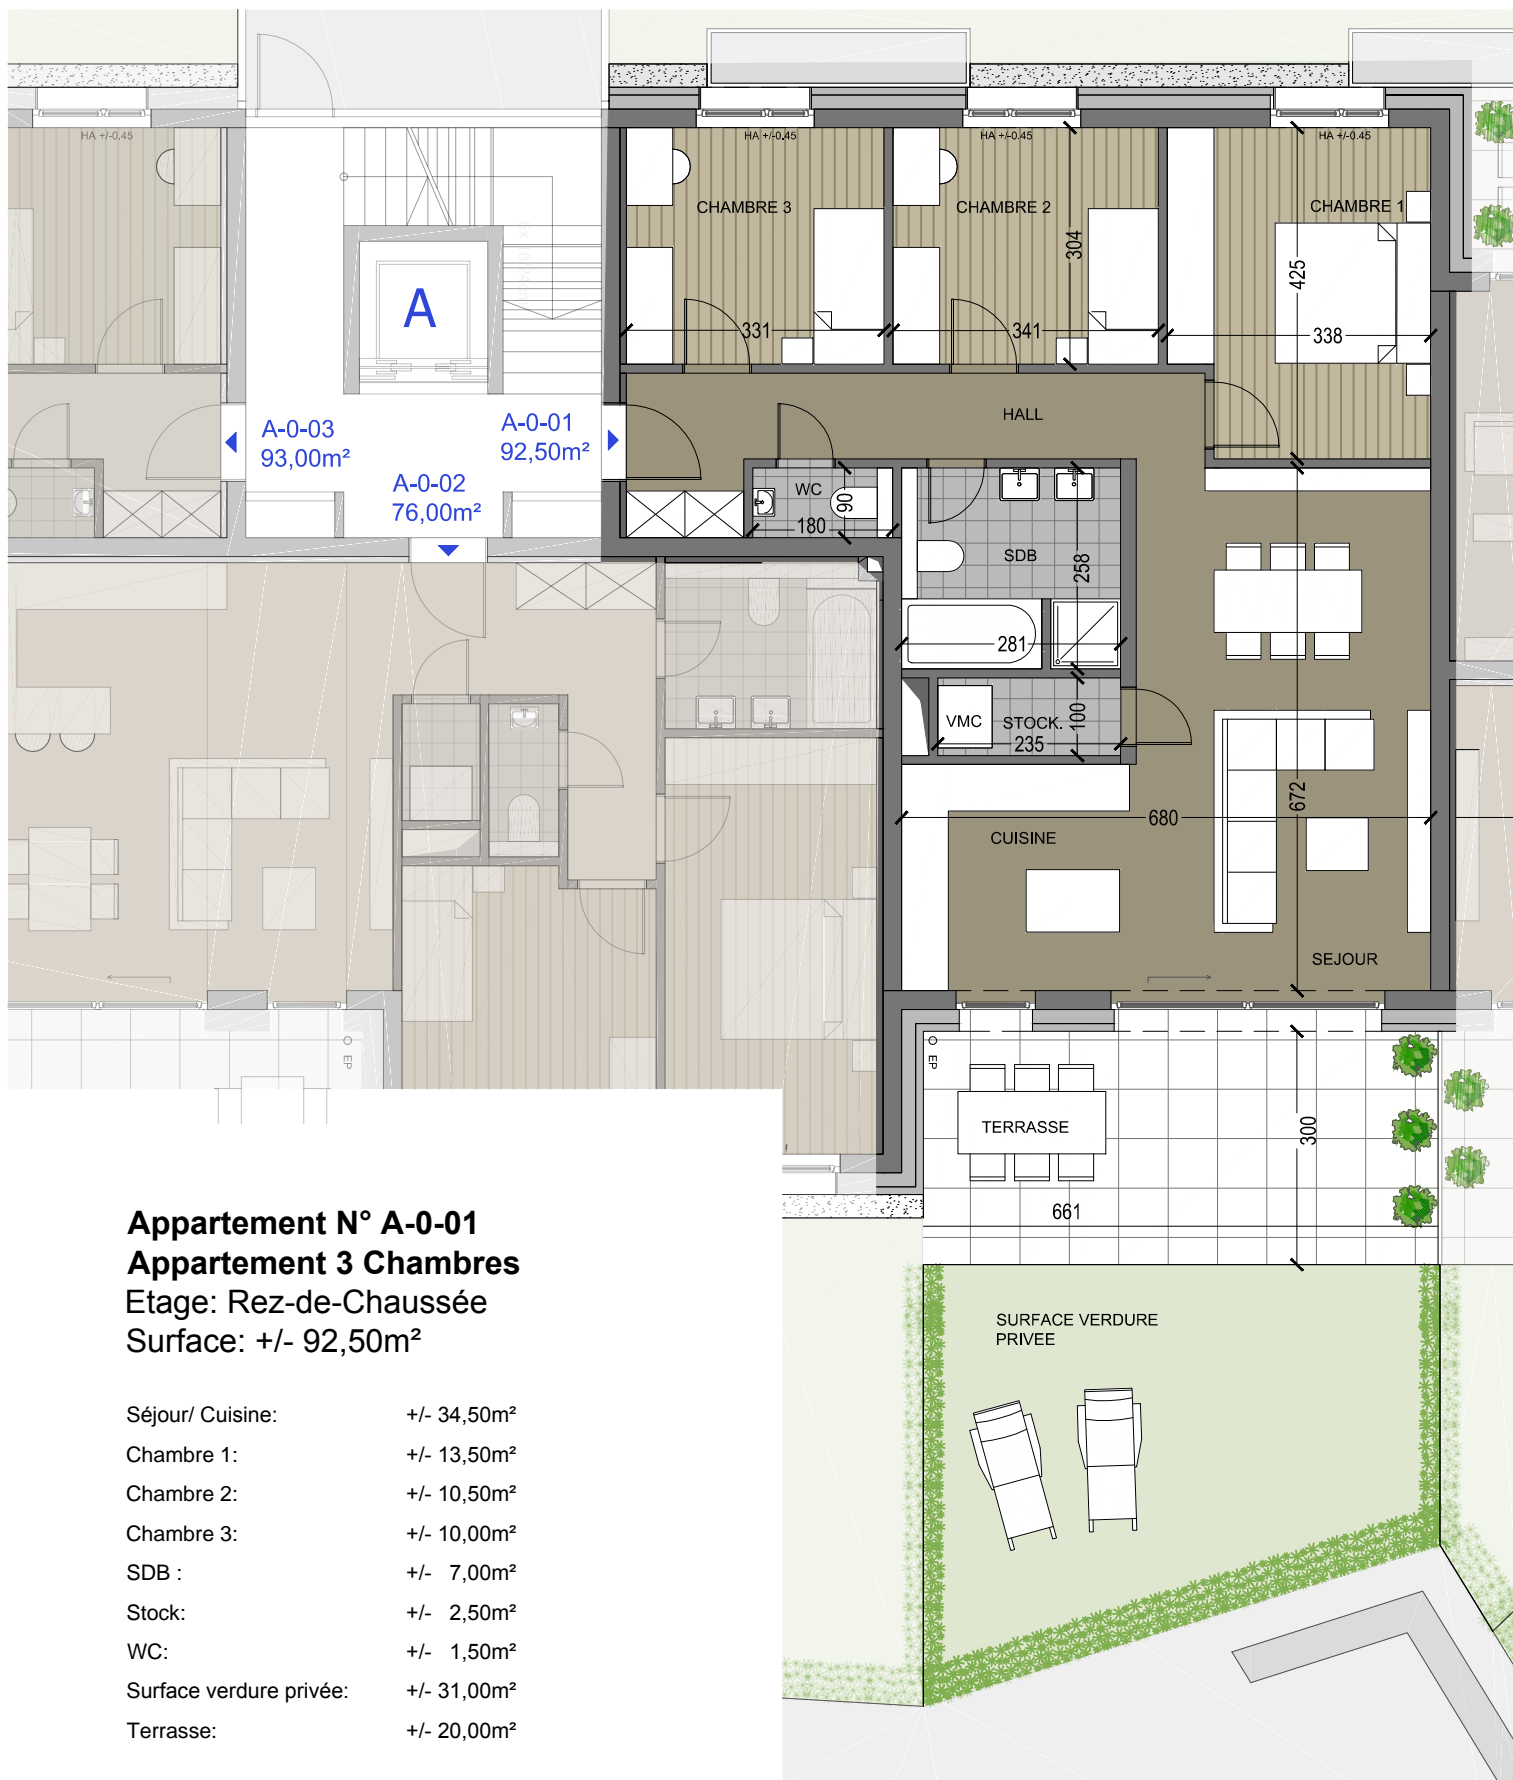 HA +/-0.45
HA +/-0.45
HA +/-0.45
HA +/-0.45
CHAMBRE 3
CHAMBRE 2
CHAMBRE 1
304
425
A
331
341
338
HALL
A-0-03
93,00m²
A-0-01
92,50m²
A-0-02
76,00m²
WC
90
180
SDB
258
281
VMC
STOCK.
100
235
672
680
CUISINE
SEJOUR
EP
EP
TERRASSE
300
661
SURFACE VERDURE
PRIVEE
Appartement N° A-0-01
Appartement 3 Chambres
Etage: Rez-de-Chaussée
Surface: +/- 92,50m²
Séjour/ Cuisine: +/- 34,50m²
Chambre 1: +/- 13,50m²
Chambre 2: +/- 10,50m²
Chambre 3: +/- 10,00m²
SDB : +/- 7,00m²
Stock: +/- 2,50m²
WC: +/- 1,50m²
Surface verdure privée: +/- 31,00m²
Terrasse: +/- 20,00m²